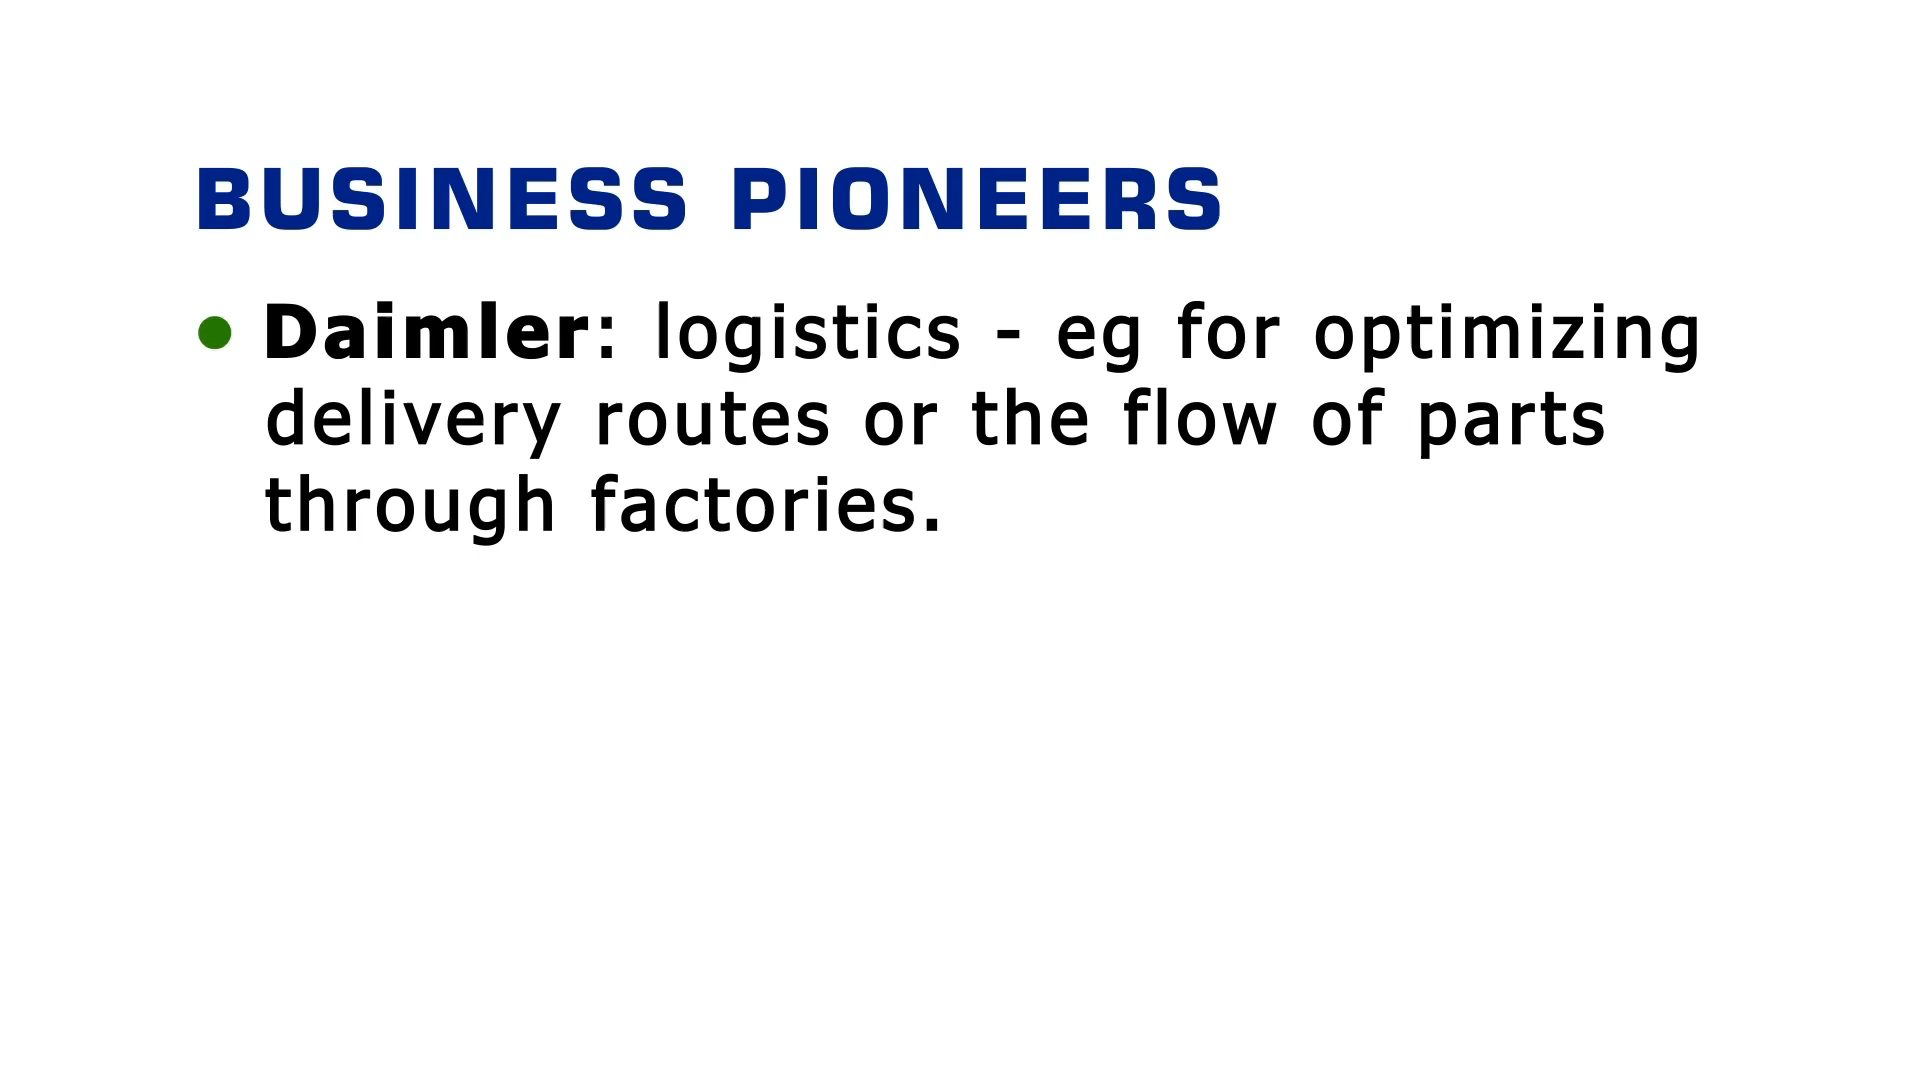 BUSINESS PIONEERS
● Daimler: logistics - eg for optimizing
delivery routes or the flow of parts
through factories.